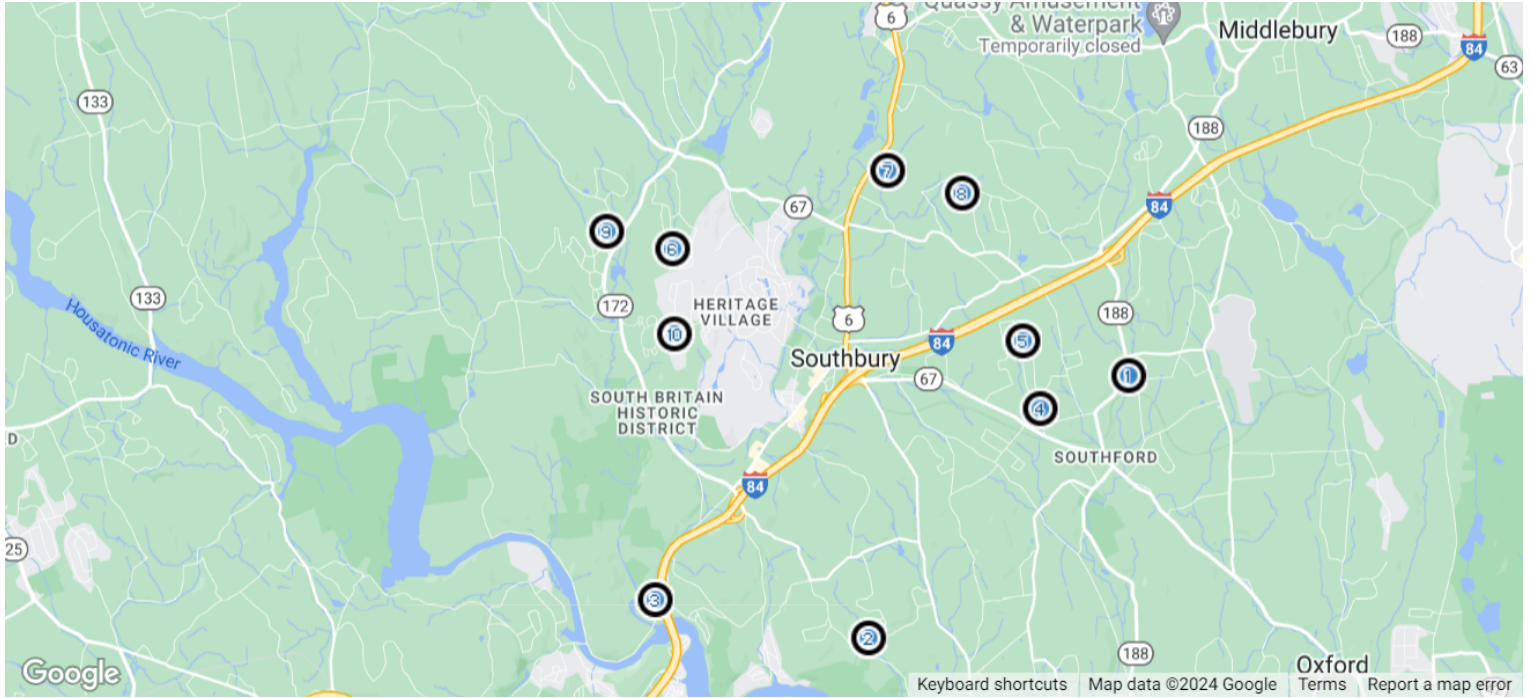 Quassy Amusement
& Waterpark
Temporarily closed
Middlebury
6
188
84
63
133
188
7
8
67
84
9
6
133
172
HERITAGE
VILLAGE
6
188
Housatonic River
84
5
10
Southbury
67
1
SOUTH BRITAIN
HISTORIC
DISTRICT
4
D
SOUTHFORD
84
25
3
2
188
Oxford
Google
Keyboard shortcuts
Map data ©2024 Google
Terms
Report a map error